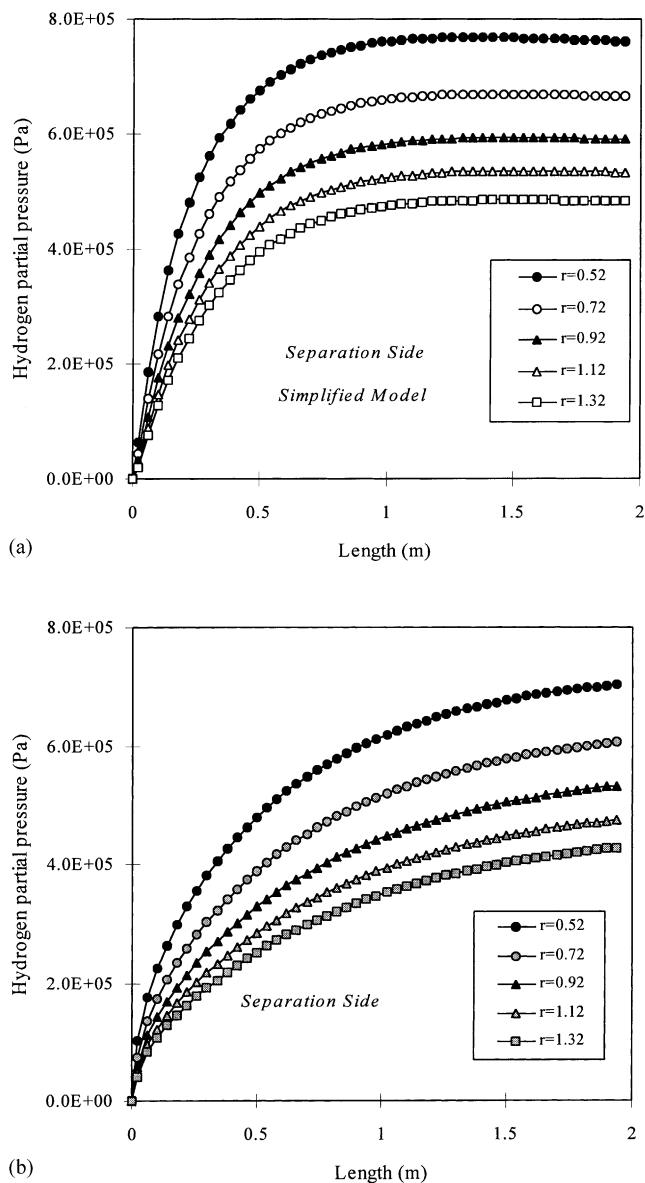 8.0E+05
6.0E+05
4.0E+05
2.0E+05
0.0E+00
Hydrogen partial pressure (Pa)
r=0.52
r=0.72
r=0.92
r=1.12
r=1.32
Separation Side
Simplified Model
0 0.5 1 1.5 2
Length (m)
(a)
8.0E+05
6.0E+05
4.0E+05
2.0E+05
0.0E+00
Hydrogen partial pressure (Pa)
r=0.52
r=0.72
r=0.92
r=1.12
r=1.32
Separation Side
0 0.5 1 1.5 2
Length (m)
(b)